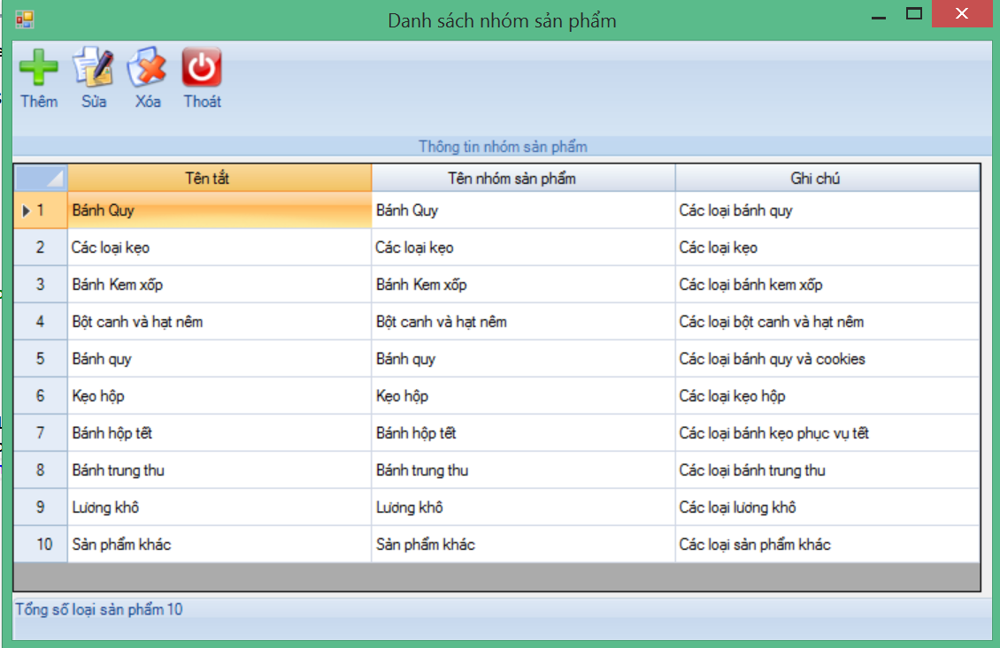 Danh sách nhóm sản phẩm
Thêm Sửa Xóa Thoát
Thông tin nhóm sản phẩm
Tên tắt Tên nhóm sản phẩm Ghi chú
1 Bánh Quy Bánh Quy Các loại bánh quy
2 Các loại kẹo Các loại kẹo Các loại kẹo
3 Bánh Kem xốp Bánh Kem xốp Các loại bánh kem xốp
4 Bột canh và hạt nêm Bột canh và hạt nêm Các loại bột canh và hạt nêm
5 Bánh quy Bánh quy Các loại bánh quy và cookies
6 Kẹo hộp Kẹo hộp Các loại kẹo hộp
7 Bánh hộp tết Bánh hộp tết Các loại bánh kẹo phục vụ tết
8 Bánh trung thu Bánh trung thu Các loại bánh trung thu
9 Lương khô Lương khô Các loại lương khô
10 Sản phẩm khác Sản phẩm khác Các loại sản phẩm khác
Tổng số loại sản phẩm 10